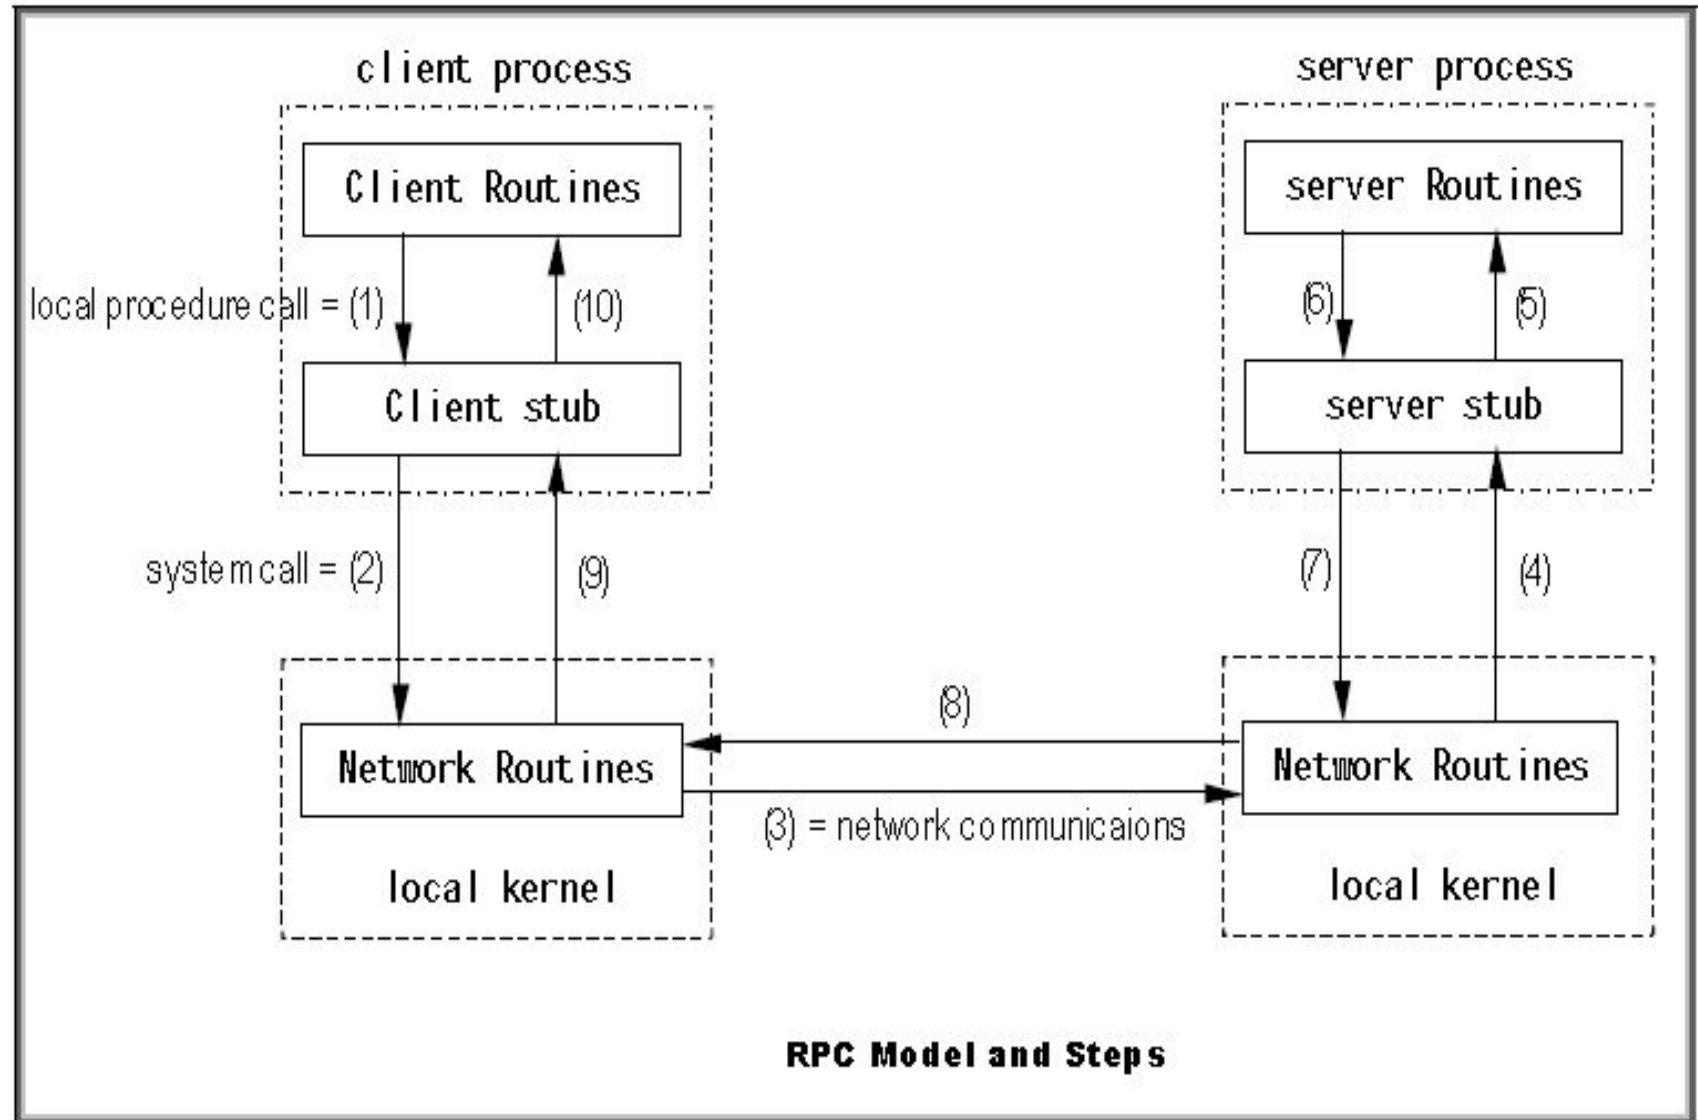 client process
server process
Client Routines
server Routines
local procedure call = (1)
(10)
(6)
(5)
Client stub
server stub
system call = (2)
(9)
(7)
(4)
(8)
Network Routines
Network Routines
(3) = network communicaions
local kernel
local kernel
RPC Model and Steps